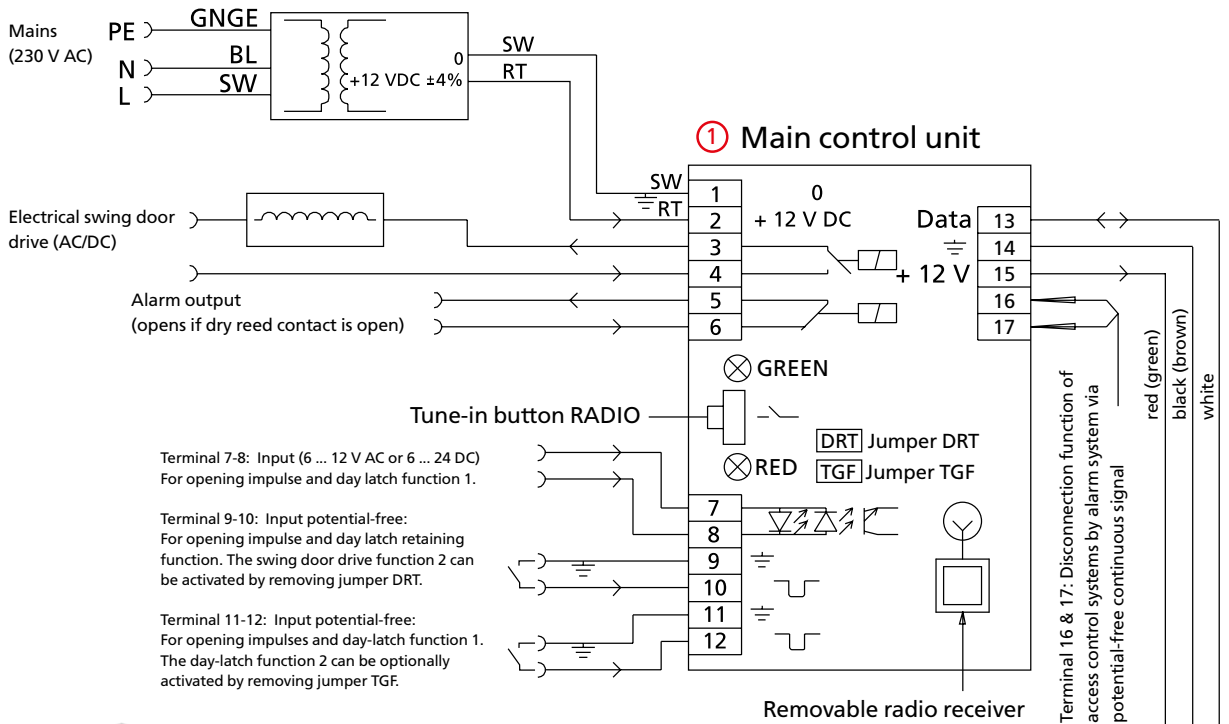 Mains
(230 V AC)
PE
GNGE
N
BL
L
SW
0
+12 VDC ±4%
SW
RT
1 Main control unit
SW
RT
Electrical swing door
drive (AC/DC)
Alarm output
(opens if dry reed contact is open)
1
2
3
4
5
6
0
+ 12 V DC
Data
+ 12 V
13
14
15
16
17
GREEN
Tune-in button RADIO
RED
DRT Jumper DRT
TGF Jumper TGF
Terminal 7-8: Input (6 ... 12 V AC or 6 ... 24 DC)
For opening impulse and day latch function 1.
Terminal 9-10: Input potential-free:
For opening impulse and day latch retaining
function. The swing door drive function 2 can
be activated by removing jumper DRT.
Terminal 11-12: Input potential-free:
For opening impulses and day-latch function 1.
The day-latch function 2 can be optionally
activated by removing jumper TGF.
7
8
9
10
11
12
Removable radio receiver
Terminal 16 & 17: Disconnection function of
access control systems by alarm system via
potential-free continuous signal
red (green)
black (brown)
white